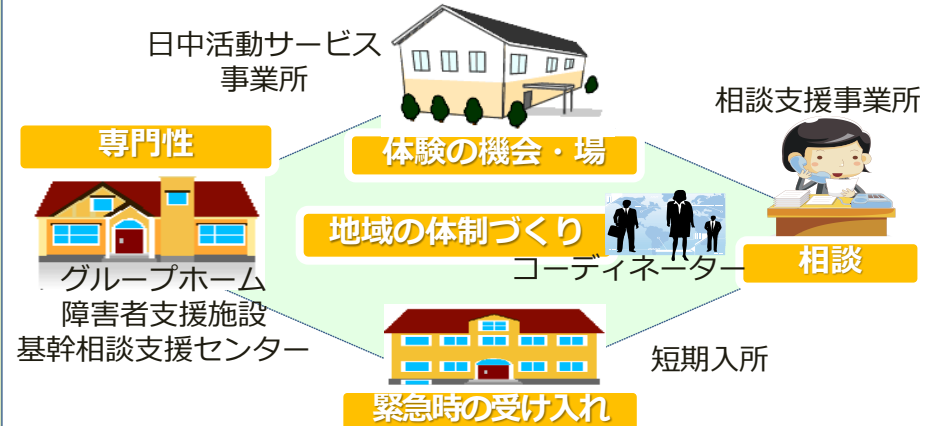 日中活動サービス
事業所
相談支援事業所
専門性
体験の機会・場
地域の体制づくり
コーディネーター
相談
グループホーム
障害者支援施設
基幹相談支援センター
短期入所
緊急時の受け入れ